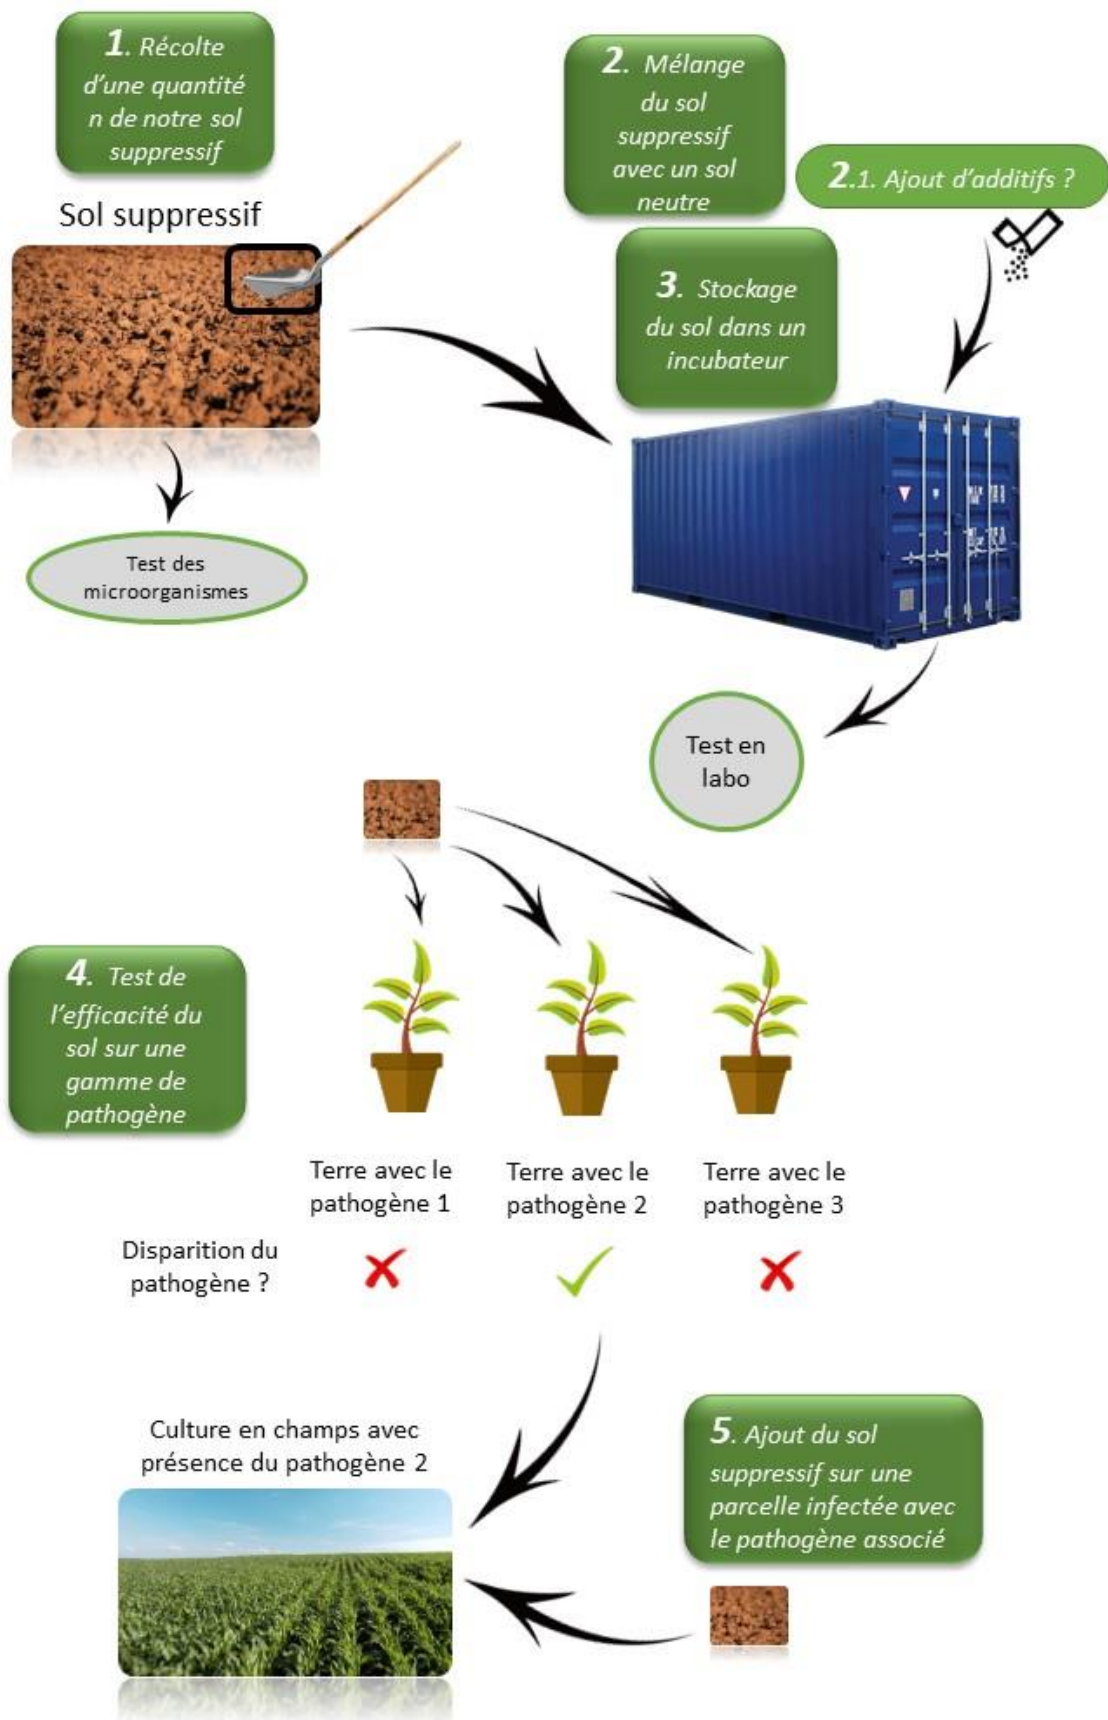 1. Récolte
d'une quantité
n de notre sol
suppressif
Sol suppressif
2. Mélange
du sol
suppressif
avec un sol
neutre
2.1. Ajout d'additifs ?
3. Stockage
du sol dans un
incubateur
Test des
microorganismes
Test en
labo
4. Test de
l'efficacité du
sol sur une
gamme de
pathogène
Terre avec le
pathogène 1
Terre avec le
pathogène 2
Terre avec le
pathogène 3
Disparition du
pathogène ?
Culture en champs avec
présence du pathogène 2
5. Ajout du sol
suppressif sur une
parcelle infectée avec
le pathogène associé